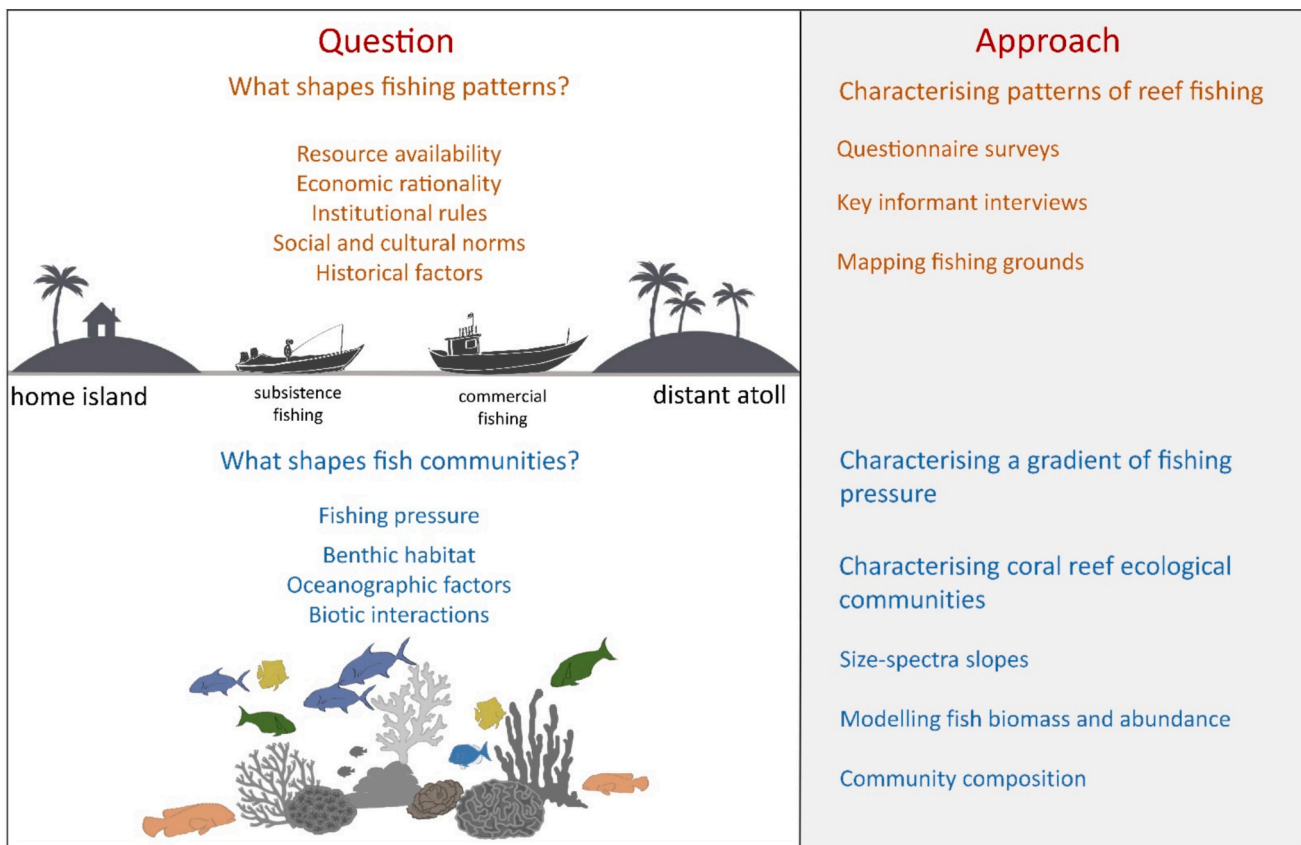 Question
What shapes fishing patterns?
Resource availability
Economic rationality
Institutional rules
Social and cultural norms
Historical factors
home island
subsistence
fishing
commercial
fishing
distant atoll
What shapes fish communities?
Fishing pressure
Benthic habitat
Oceanographic factors
Biotic interactions
Approach
Characterising patterns of reef fishing
Questionnaire surveys
Key informant interviews
Mapping fishing grounds
Characterising a gradient of fishing
pressure
Characterising coral reef ecological
communities
Size-spectra slopes
Modelling fish biomass and abundance
Community composition